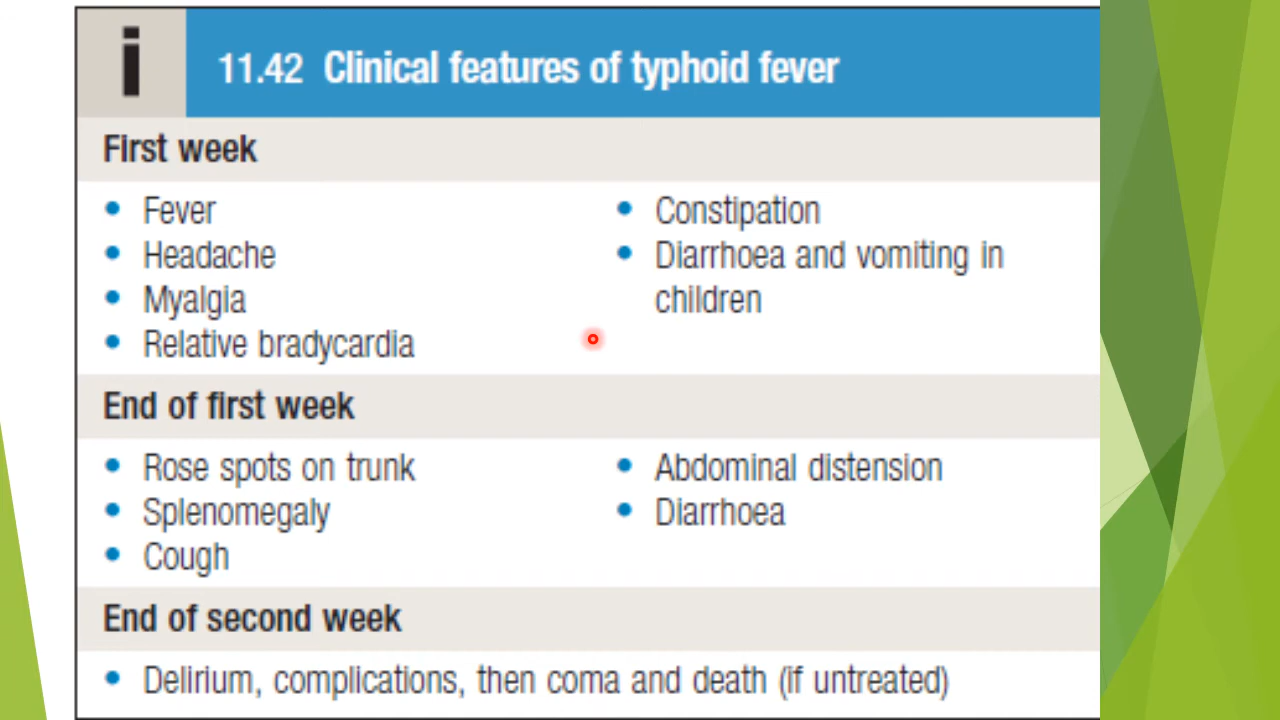 i
11.42 Clinical features of typhoid fever
First week
• Fever
• Headache
• Myalgia
• Relative bradycardia
• Constipation
• Diarrhoea and vomiting in
children
End of first week
• Rose spots on trunk
• Splenomegaly
• Cough
• Abdominal distension
• Diarrhoea
End of second week
• Delirium, complications, then coma and death (if untreated)